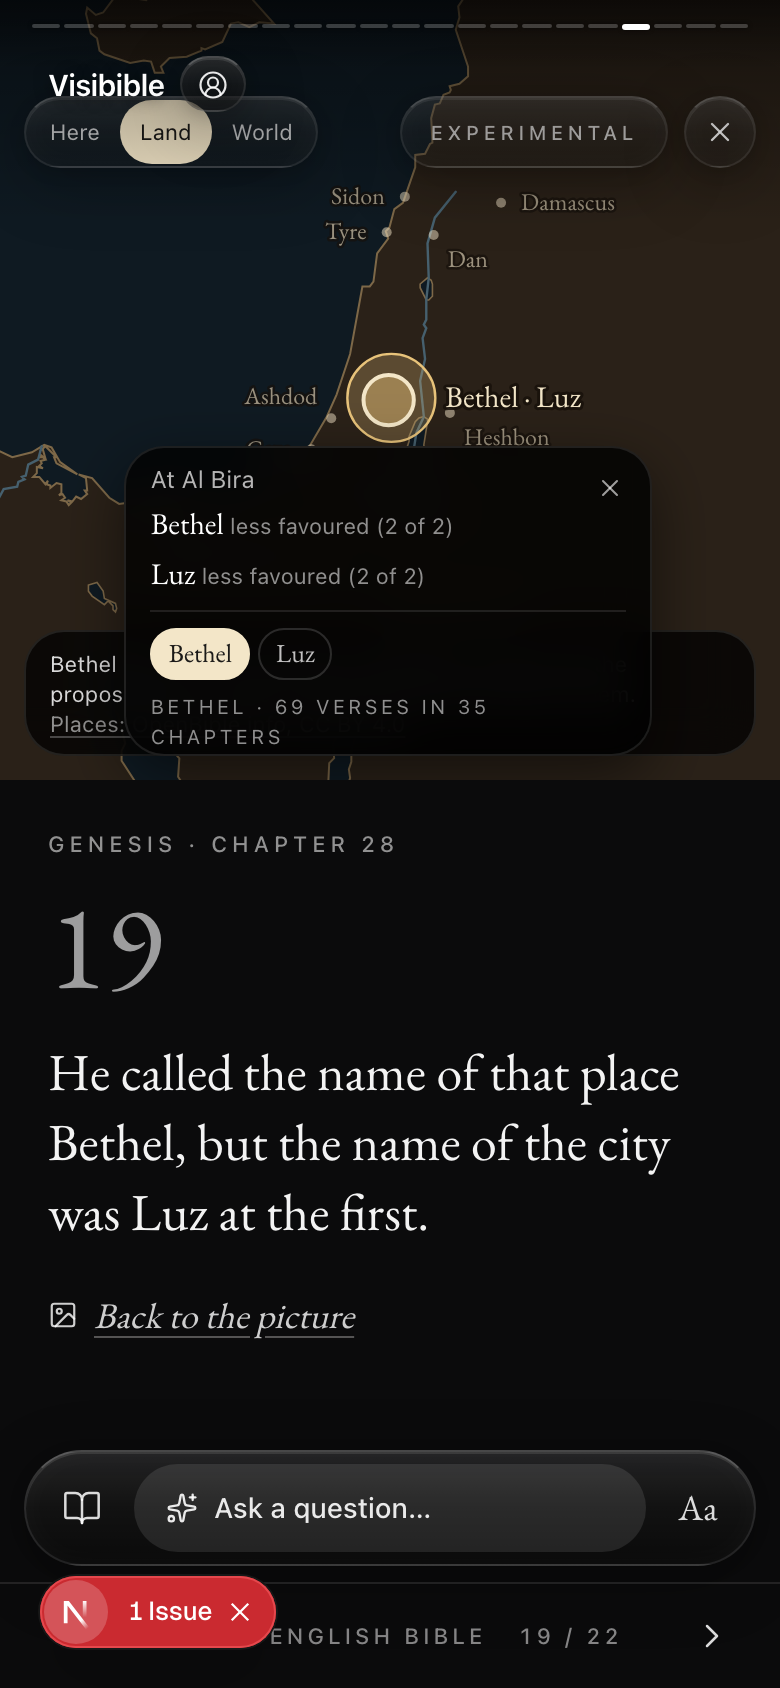 Visibible
Here Land World
EXPERIMENTAL
Sidon
Damascus
Tyre
Dan
Ashdod
Bethel · Luz
Heshbon
At Al Bira
Bethel less favoured (2 of 2)
Luz less favoured (2 of 2)
Bethel Luz
BETHEL · 69 VERSES IN 35
CHAPTERS
Bethel
propos
Places:
GENESIS · CHAPTER 28
19
He called the name of that place
Bethel, but the name of the city
was Luz at the first.
Back to the picture
Ask a question...
Aa
N 1 Issue
ENGLISH BIBLE 19 / 22